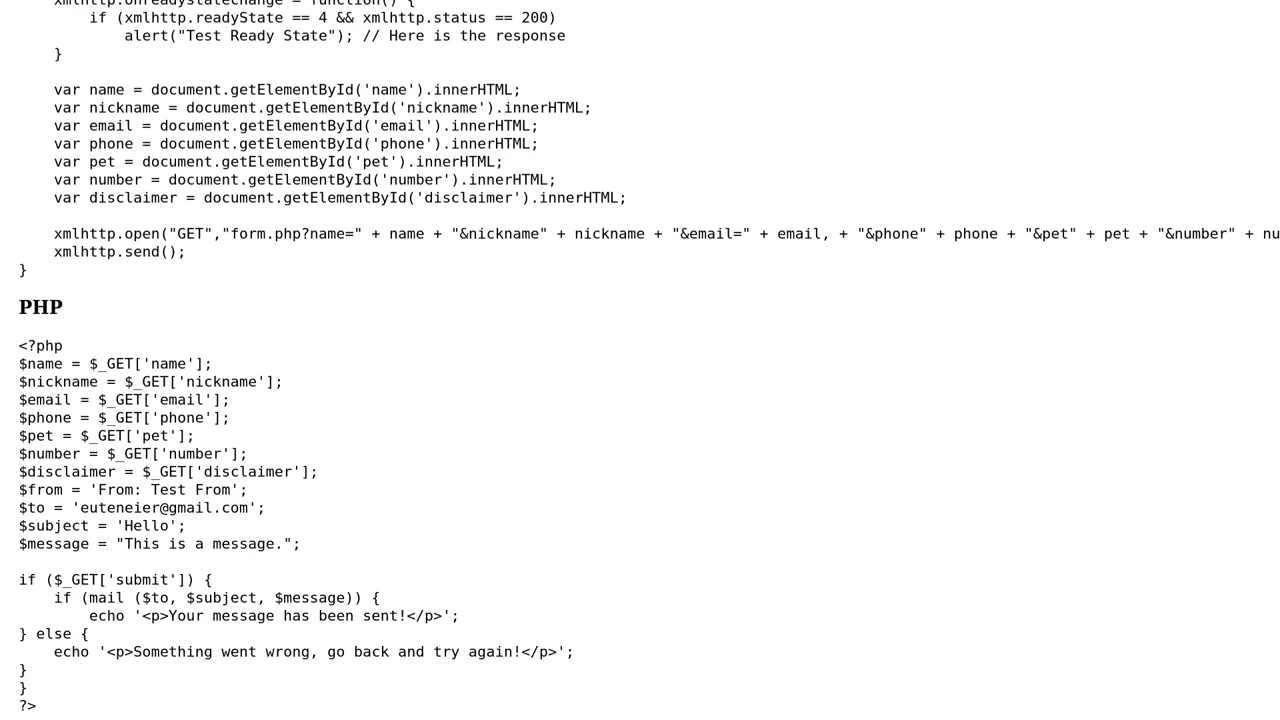 xmlhttp.onreadystatechange = function() {
if (xmlhttp.readyState == 4 && xmlhttp.status == 200)
alert("Test Ready State"); // Here is the response
}
var name = document.getElementById('name').innerHTML;
var nickname = document.getElementById('nickname').innerHTML;
var email = document.getElementById('email').innerHTML;
var phone = document.getElementById('phone').innerHTML;
var pet = document.getElementById('pet').innerHTML;
var number = document.getElementById('number').innerHTML;
var disclaimer = document.getElementById('disclaimer').innerHTML;
xmlhttp.open("GET","form.php?name=" + name + "&nickname" + nickname + "&email=" + email, + "&phone" + phone + "&pet" + pet + "&number" + nu
xmlhttp.send();
}
PHP
<?php
$name = $_GET['name'];
$nickname = $_GET['nickname'];
$email = $_GET['email'];
$phone = $_GET['phone'];
$pet = $_GET['pet'];
$number = $_GET['number'];
$disclaimer = $_GET['disclaimer'];
$from = 'From: Test From';
$to = 'euteneier@gmail.com';
$subject = 'Hello';
$message = "This is a message.";
if ($_GET['submit']) {
if (mail ($to, $subject, $message)) {
echo '<p>Your message has been sent!</p>';
} else {
echo '<p>Something went wrong, go back and try again!</p>';
}
}
?>